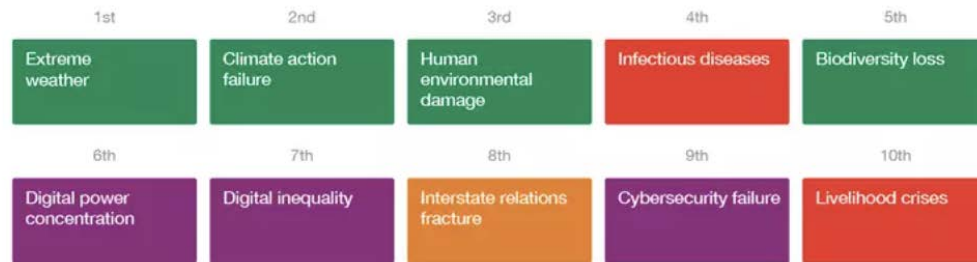 1st 2nd 3rd 4th 5th
Extreme
weather
Climate action
failure
Human
environmental
damage
Infectious diseases
Biodiversity loss
6th 7th 8th 9th 10th
Digital power
concentration
Digital inequality
Interstate relations
fracture
Cybersecurity failure
Livelihood crises